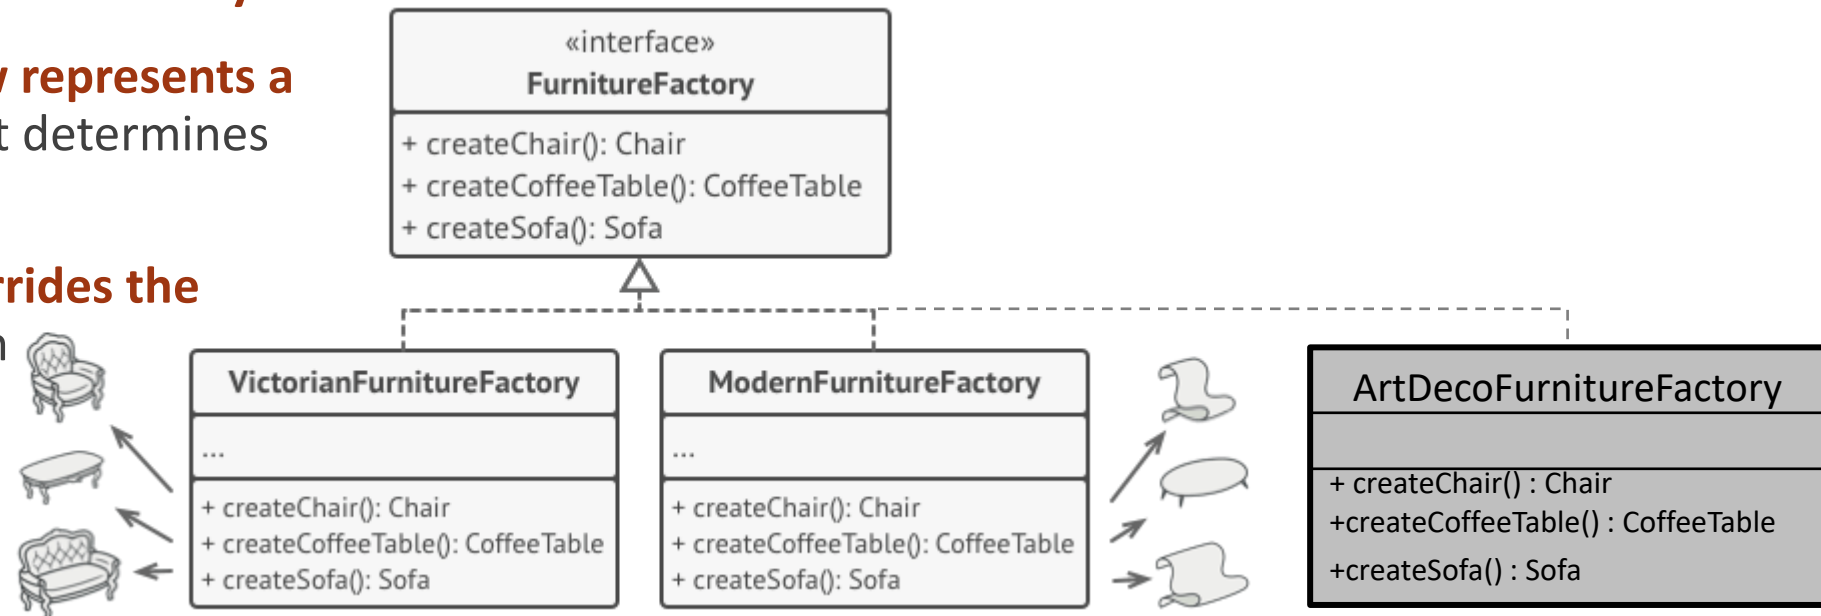 represents a
t determines
rrides the
«interface»
FurnitureFactory
+ createChair(): Chair
+ createCoffeeTable(): CoffeeTable
+ createSofa(): Sofa
VictorianFurnitureFactory
...
+ createChair(): Chair
+ createCoffeeTable(): CoffeeTable
+ createSofa(): Sofa
ModernFurnitureFactory
...
+ createChair(): Chair
+ createCoffeeTable(): CoffeeTable
+ createSofa(): Sofa
ArtDecoFurnitureFactory
+ createChair() : Chair
+createCoffeeTable() : CoffeeTable
+createSofa() : Sofa